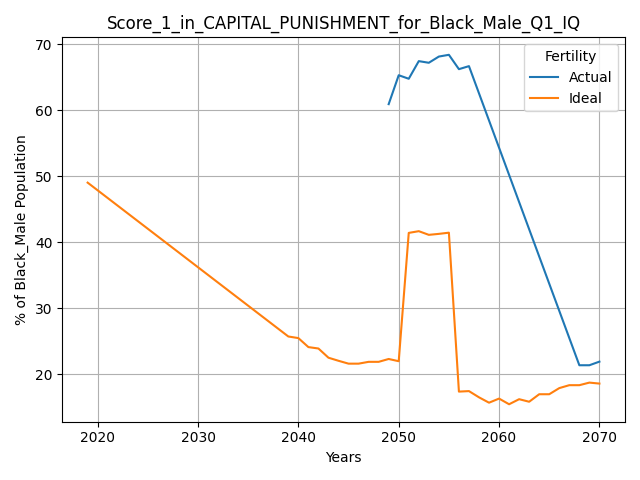 Score_1_in_CAPITAL_PUNISHMENT_for_Black_Male_Q1_IQ
Fertility
Actual
Ideal
% of Black_Male Population
70
60
50
40
30
20
2020 2030 2040 2050 2060 2070
Years